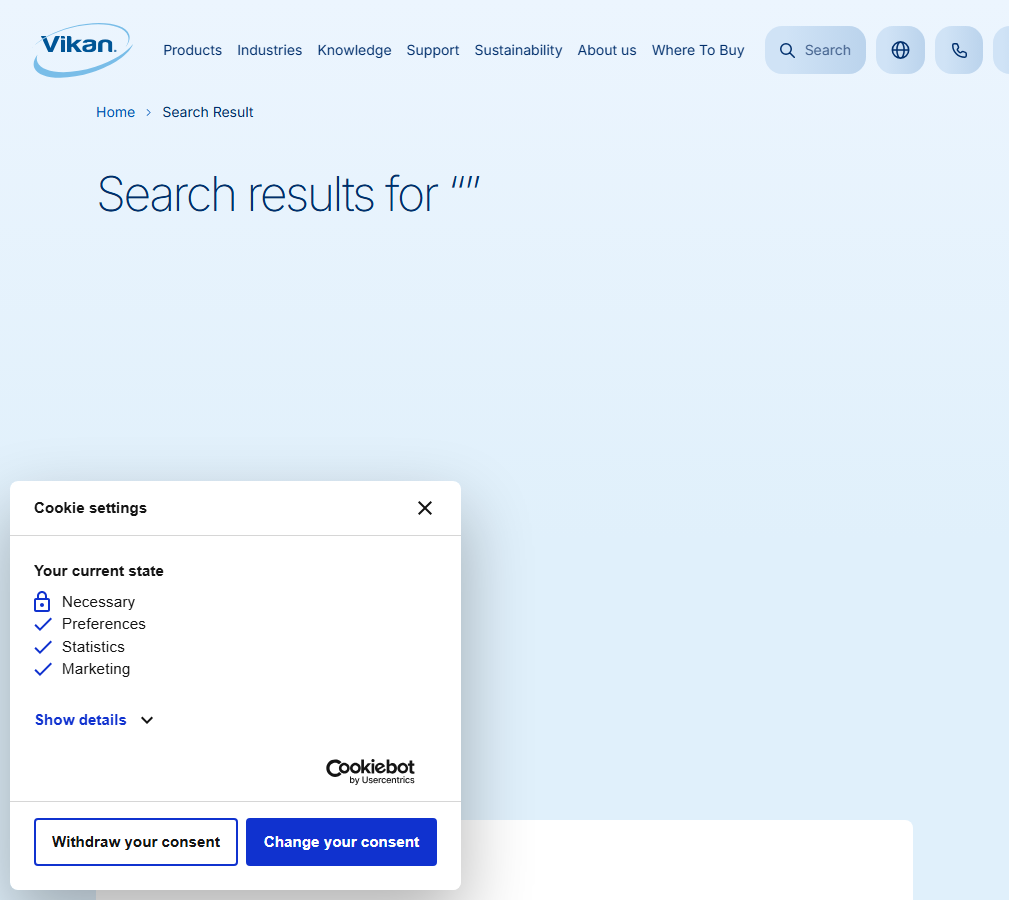 Vikan.
Products Industries Knowledge Support Sustainability About us Where To Buy Search
Home > Search Result
Search results for “”
Cookie settings
Your current state
Necessary
Preferences
Statistics
Marketing
Show details
Cookiebot
by Usercentrics
Withdraw your consent Change your consent